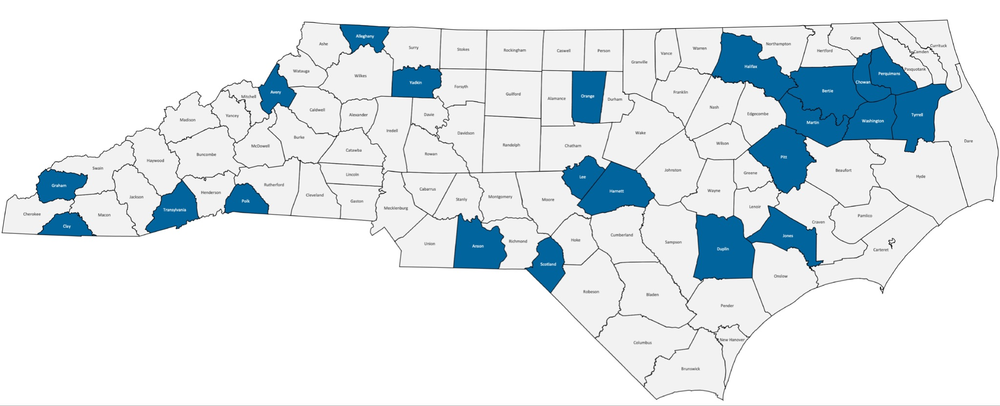 Alleghany
Ashe
Surry
Stokes
Rockingham
Caswell
Person
Granville
Vance
Warren
Northampton
Hertford
Gates
Camden
Currituck
Halifax
Pasquotank
Perquimans
Chowan
Bertie
Watauga
Wilkes
Yadkin
Forsyth
Guilford
Alamance
Orange
Durham
Franklin
Nash
Edgecombe
Martin
Washington
Tyrrell
Dare
Avery
Mitchell
Yancey
Madison
Caldwell
Alexander
Davie
Iredell
Davidson
Randolph
Chatham
Wake
Wilson
Pitt
Beaufort
Hyde
Burke
McDowell
Buncombe
Haywood
Swain
Graham
Catawba
Rowan
Lincoln
Rutherford
Cleveland
Gaston
Cabarrus
Stanly
Montgomery
Moore
Lee
Harnett
Johnston
Wayne
Greene
Lenoir
Craven
Pamlico
Cherokee
Clay
Macon
Jackson
Transylvania
Henderson
Polk
Mecklenburg
Union
Anson
Richmond
Scotland
Hoke
Cumberland
Sampson
Duplin
Jones
Carteret
Onslow
Robeson
Bladen
Pender
Columbus
New Hanover
Brunswick